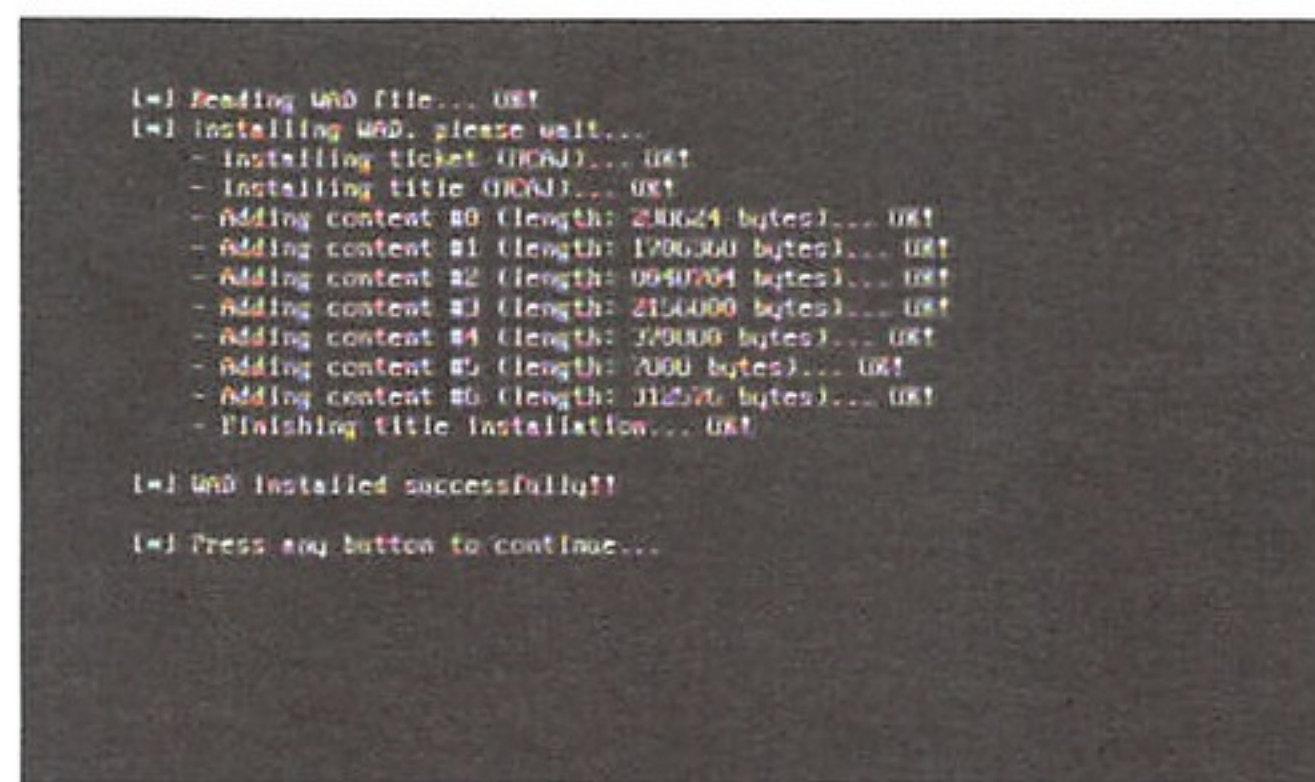 [+] Reading WAD file... OK!
[+] Installing WAD, please wait...
- Installing ticket... OK!
- Installing title... OK!
- Adding content #0 (length: bytes)... OK!
- Adding content #1 (length: bytes)... OK!
- Adding content #2 (length: bytes)... OK!
- Adding content #3 (length: bytes)... OK!
- Adding content #4 (length: bytes)... OK!
- Adding content #5 (length: bytes)... OK!
- Adding content #6 (length: bytes)... OK!
- Finishing title installation... OK!
[+] WAD installed successfully!!
[+] Press any button to continue...